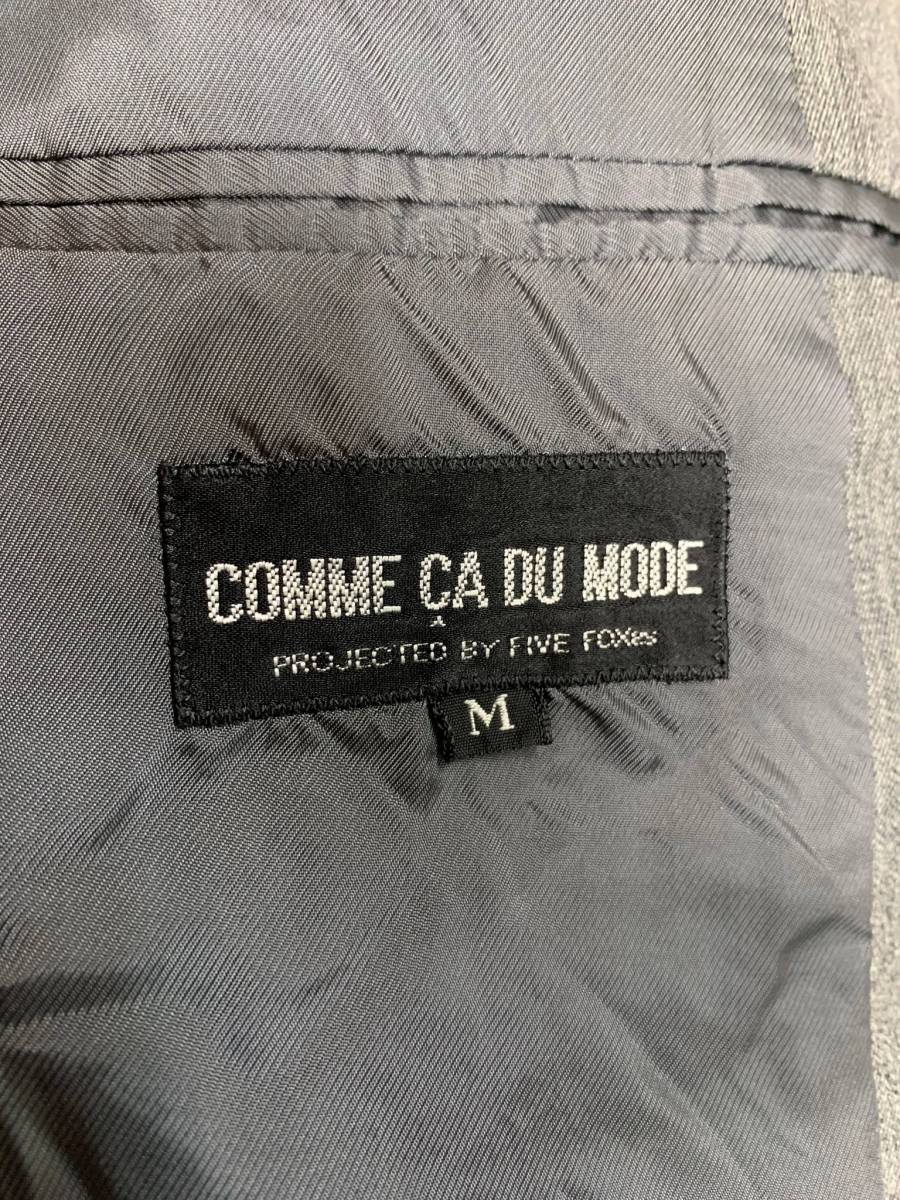 COMME ÇA DU MODE
PROJECTED BY FIVE FOXes
M